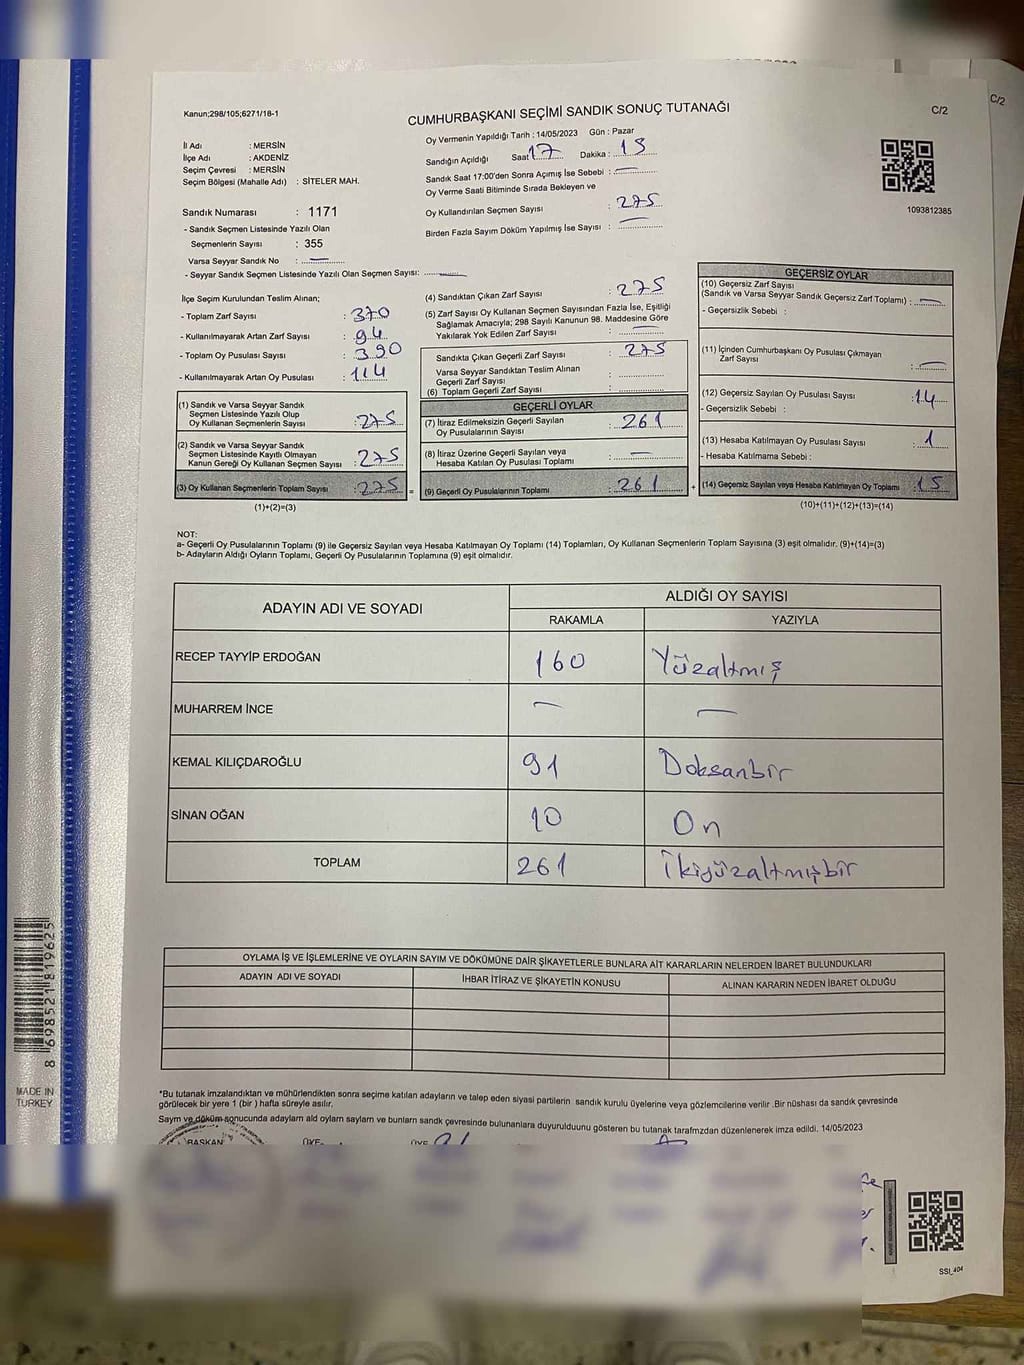 Kanun;298/105;6271/18-1
CUMHURBAŞKANI SEÇİMİ SANDIK SONUÇ TUTANAĞI
C/2
C/2
İl Adı : MERSİN
İlçe Adı : AKDENİZ
Seçim Çevresi : MERSİN
Seçim Bölgesi (Mahalle Adı) : SİTELER MAH.
Sandık Numarası : 1171
- Sandık Seçmen Listesinde Yazılı Olan
Seçmenlerin Sayısı : 355
Varsa Seyyar Sandık No : —
- Seyyar Sandık Seçmen Listesinde Yazılı Olan Seçmen Sayısı: —
Oy Vermenin Yapıldığı Tarih : 14/05/2023 Gün : Pazar
Sandığın Açıldığı Saat : 17 Dakika : 15
Sandık Saat 17:00'den Sonra Açımış İse Sebebi : —
Oy Verme Saati Bitiminde Sırada Bekleyen ve
Oy Kullandırılan Seçmen Sayısı : 275
Birden Fazla Sayım Döküm Yapılmış İse Sayısı : —
1093812385
İlçe Seçim Kurulundan Teslim Alınan;
- Toplam Zarf Sayısı : 370
- Kullanılmayarak Artan Zarf Sayısı : 94
- Toplam Oy Pusulası Sayısı : 390
- Kullanılmayarak Artan Oy Pusulası : 114
(1) Sandık ve Varsa Seyyar Sandık
Seçmen Listesinde Yazılı Olup
Oy Kullanan Seçmenlerin Sayısı : 275
(2) Sandık ve Varsa Seyyar Sandık
Seçmen Listesinde Kayıtlı Olmayan
Kanun Gereği Oy Kullanan Seçmen Sayısı : 275
(3) Oy Kullanan Seçmenlerin Toplam Sayısı : 275
(1)+(2)=(3)
(4) Sandıktan Çıkan Zarf Sayısı : 275
(5) Zarf Sayısı Oy Kullanan Seçmen Sayısından Fazla İse, Eşitliği
Sağlamak Amacıyla; 298 Sayılı Kanunun 98. Maddesine Göre
Yakılarak Yok Edilen Zarf Sayısı : —
Sandıkta Çıkan Geçerli Zarf Sayısı : 275
Varsa Seyyar Sandıktan Teslim Alınan
Geçerli Zarf Sayısı :
(6) Toplam Geçerli Zarf Sayısı :
=
GEÇERLİ OYLAR
(7) İtiraz Edilmeksizin Geçerli Sayılan
Oy Pusulalarının Sayısı : 261
(8) İtiraz Üzerine Geçerli Sayılan veya
Hesaba Katılan Oy Pusulası Toplamı : —
(9) Geçerli Oy Pusulalarının Toplamı : 261
+
GEÇERSİZ OYLAR
(10) Geçersiz Zarf Sayısı
(Sandık ve Varsa Seyyar Sandık Geçersiz Zarf Toplamı) : —
- Geçersizlik Sebebi :
(11) İçinden Cumhurbaşkanı Oy Pusulası Çıkmayan
Zarf Sayısı : —
(12) Geçersiz Sayılan Oy Pusulası Sayısı : 14
- Geçersizlik Sebebi :
(13) Hesaba Katılmayan Oy Pusulası Sayısı : 1
- Hesaba Katılmama Sebebi :
(14) Geçersiz Sayılan veya Hesaba Katılmayan Oy Toplamı : 15
(10)+(11)+(12)+(13)=(14)
NOT:
a- Geçerli Oy Pusulalarının Toplamı (9) ile Geçersiz Sayılan veya Hesaba Katılmayan Oy Toplamı (14) Toplamları, Oy Kullanan Seçmenlerin Toplam Sayısına (3) eşit olmalıdır. (9)+(14)=(3)
b- Adayların Aldığı Oyların Toplamı, Geçerli Oy Pusulalarının Toplamına (9) eşit olmalıdır.
ADAYIN ADI VE SOYADI
ALDIĞI OY SAYISI
RAKAMLA YAZIYLA
RECEP TAYYİP ERDOĞAN 160 Yüzaltmış
MUHARREM İNCE — —
KEMAL KILIÇDAROĞLU 91 Doksanbir
SİNAN OĞAN 10 On
TOPLAM 261 İkiyüzaltmışbir
OYLAMA İŞ VE İŞLEMLERİNE VE OYLARIN SAYIM VE DÖKÜMÜNE DAİR ŞİKAYETLERLE BUNLARA AİT KARARLARIN NELERDEN İBARET BULUNDUKLARI
ADAYIN ADI VE SOYADI İHBAR İTİRAZ VE ŞİKAYETİN KONUSU ALINAN KARARIN NEDEN İBARET OLDUĞU
*Bu tutanak imzalandıktan ve mühürlendikten sonra seçime katılan adayların ve talep eden siyasi partilerin sandık kurulu üyelerine veya gözlemcilerine verilir .Bir nüshası da sandık çevresinde
görülecek bir yere 1 (bir ) hafta süreyle asılır.
Sayım ve döküm sonucunda adayların ald oyların sayları ve bunların sandk çevresinde bulunanlara duyurulduunu gösteren bu tutanak tarafmzdan düzenlenerek imza edildi. 14/05/2023
BAŞKAN ÜYE ÜYE
SSI_404
8 698521 819625
MADE IN
TURKEY